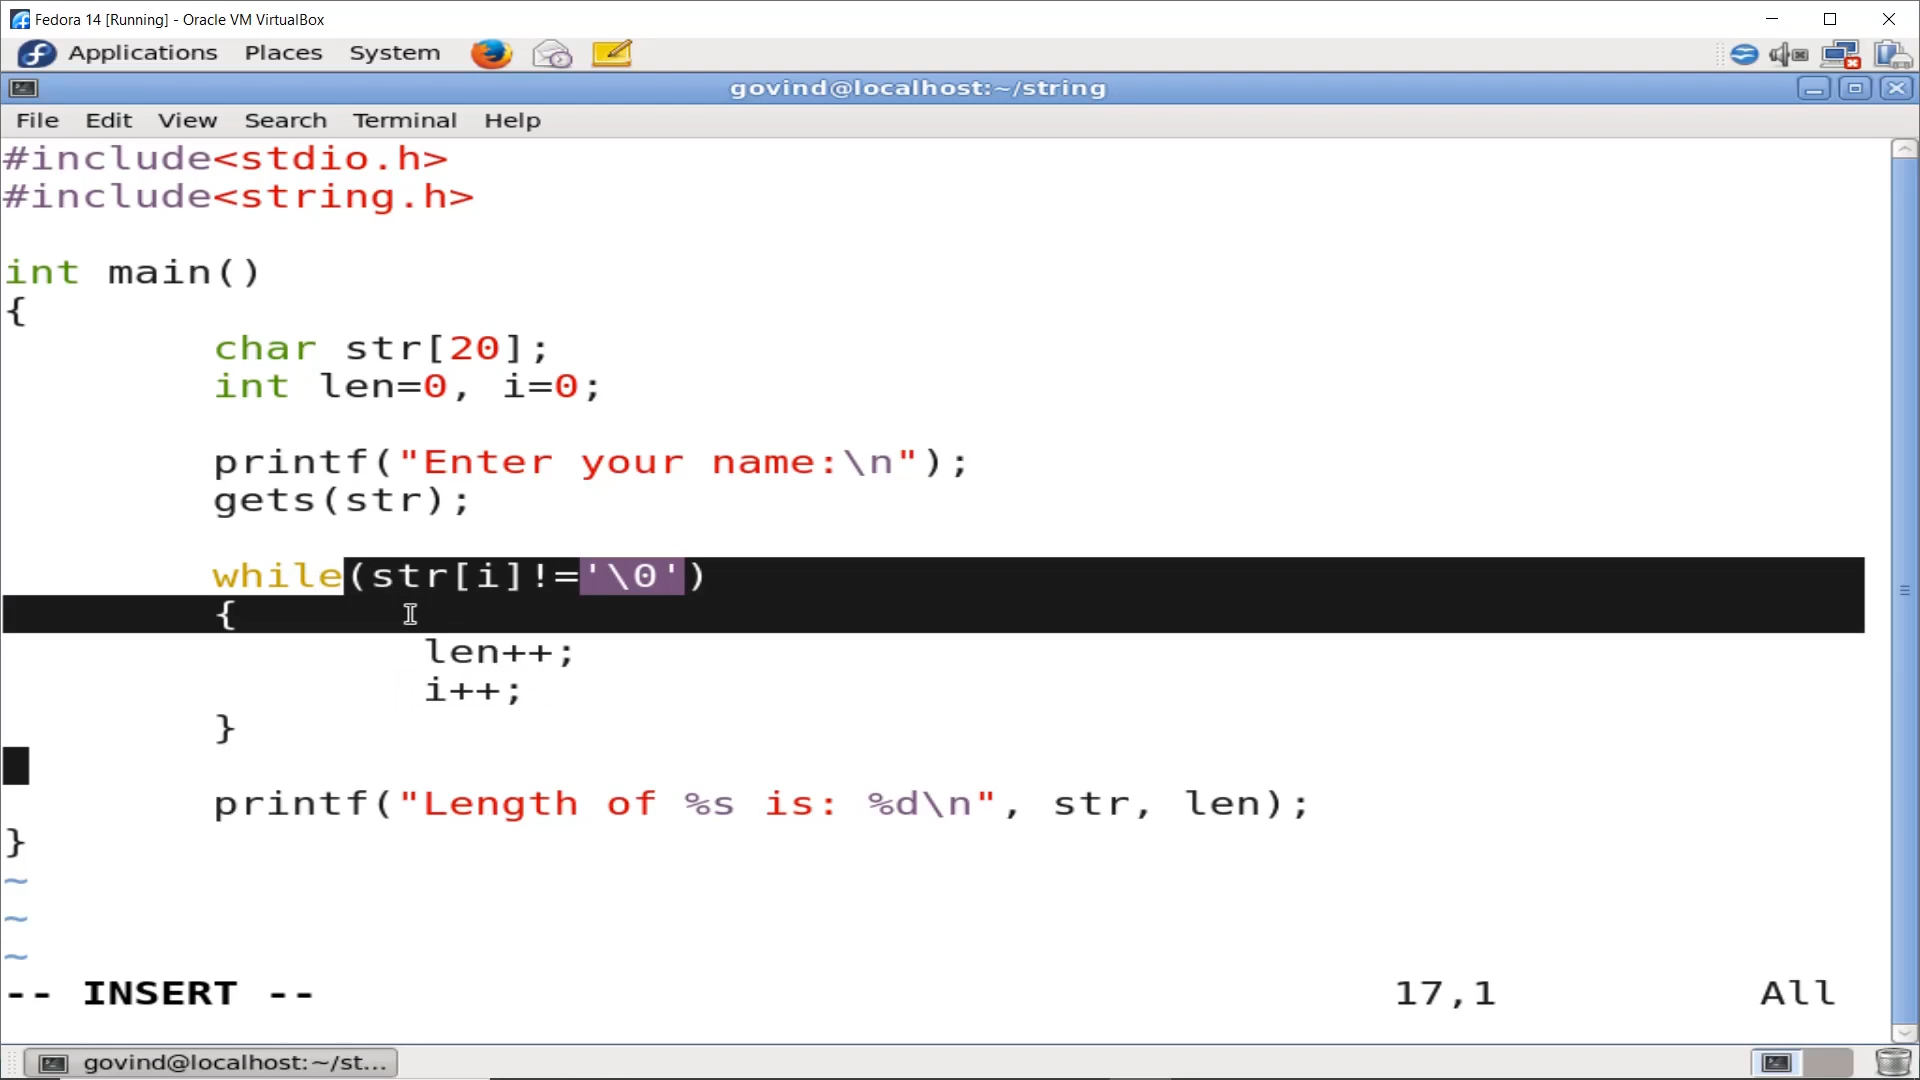 Fedora 14 [Running] - Oracle VM VirtualBox
Applications Places System
govind@localhost:~/string
File Edit View Search Terminal Help
#include<stdio.h>
#include<string.h>
int main()
{
char str[20];
int len=0, i=0;
printf("Enter your name:\n");
gets(str);
while(str[i]!='\0')
{
len++;
i++;
}
printf("Length of %s is: %d\n", str, len);
}
~
~
~
-- INSERT -- 17,1 All
govind@localhost:~/st...